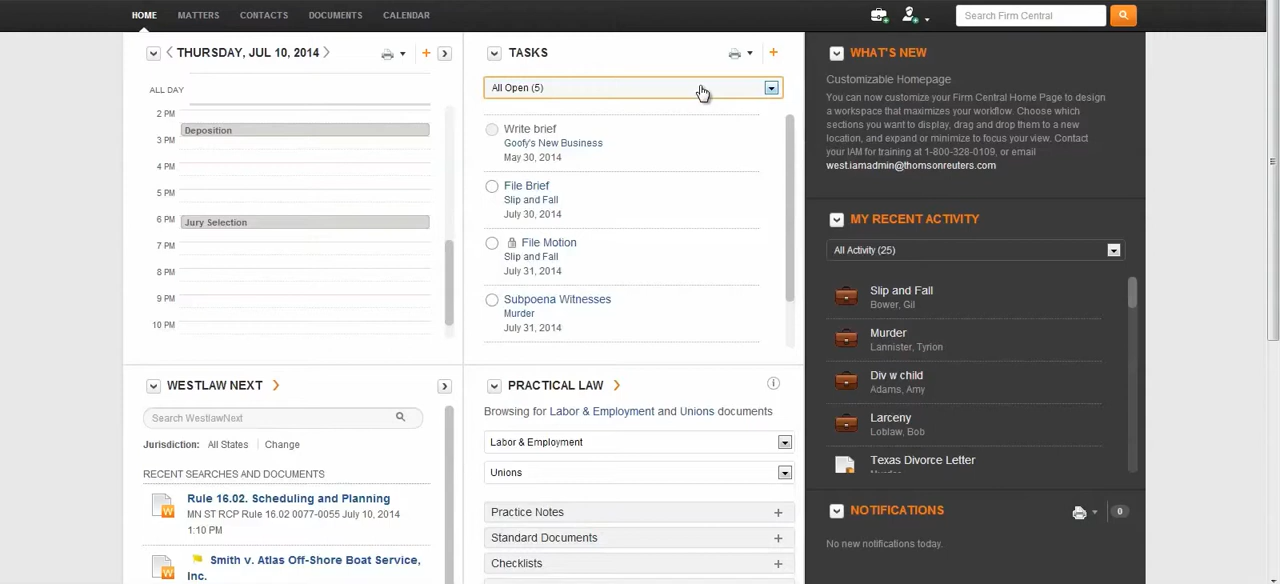 HOME MATTERS CONTACTS DOCUMENTS CALENDAR Search Firm Central
THURSDAY, JUL 10, 2014
ALL DAY
2 PM
Deposition
3 PM
4 PM
5 PM
6 PM
Jury Selection
7 PM
8 PM
9 PM
10 PM
TASKS
All Open (5)
Write brief
Goofy's New Business
May 30, 2014
File Brief
Slip and Fall
July 30, 2014
File Motion
Slip and Fall
July 31, 2014
Subpoena Witnesses
Murder
July 31, 2014
WESTLAW NEXT
Search WestlawNext
Jurisdiction: All States Change
RECENT SEARCHES AND DOCUMENTS
Rule 16.02. Scheduling and Planning
MN ST RCP Rule 16.02 0077-0055 July 10, 2014
1:10 PM
Smith v. Atlas Off-Shore Boat Service,
Inc.
PRACTICAL LAW
Browsing for Labor & Employment and Unions documents
Labor & Employment
Unions
Practice Notes
Standard Documents
Checklists
WHAT'S NEW
Customizable Homepage
You can now customize your Firm Central Home Page to design
a workspace that maximizes your workflow. Choose which
sections you want to display, drag and drop them to a new
location, and expand or minimize to focus your view. Contact
your IAM for training at 1-800-328-0109, or email
west.iamadmin@thomsonreuters.com
MY RECENT ACTIVITY
All Activity (25)
Slip and Fall
Bower, Gil
Murder
Lannister, Tyrion
Div w child
Adams, Amy
Larceny
Loblaw, Bob
Texas Divorce Letter
Murder
NOTIFICATIONS 0
No new notifications today.